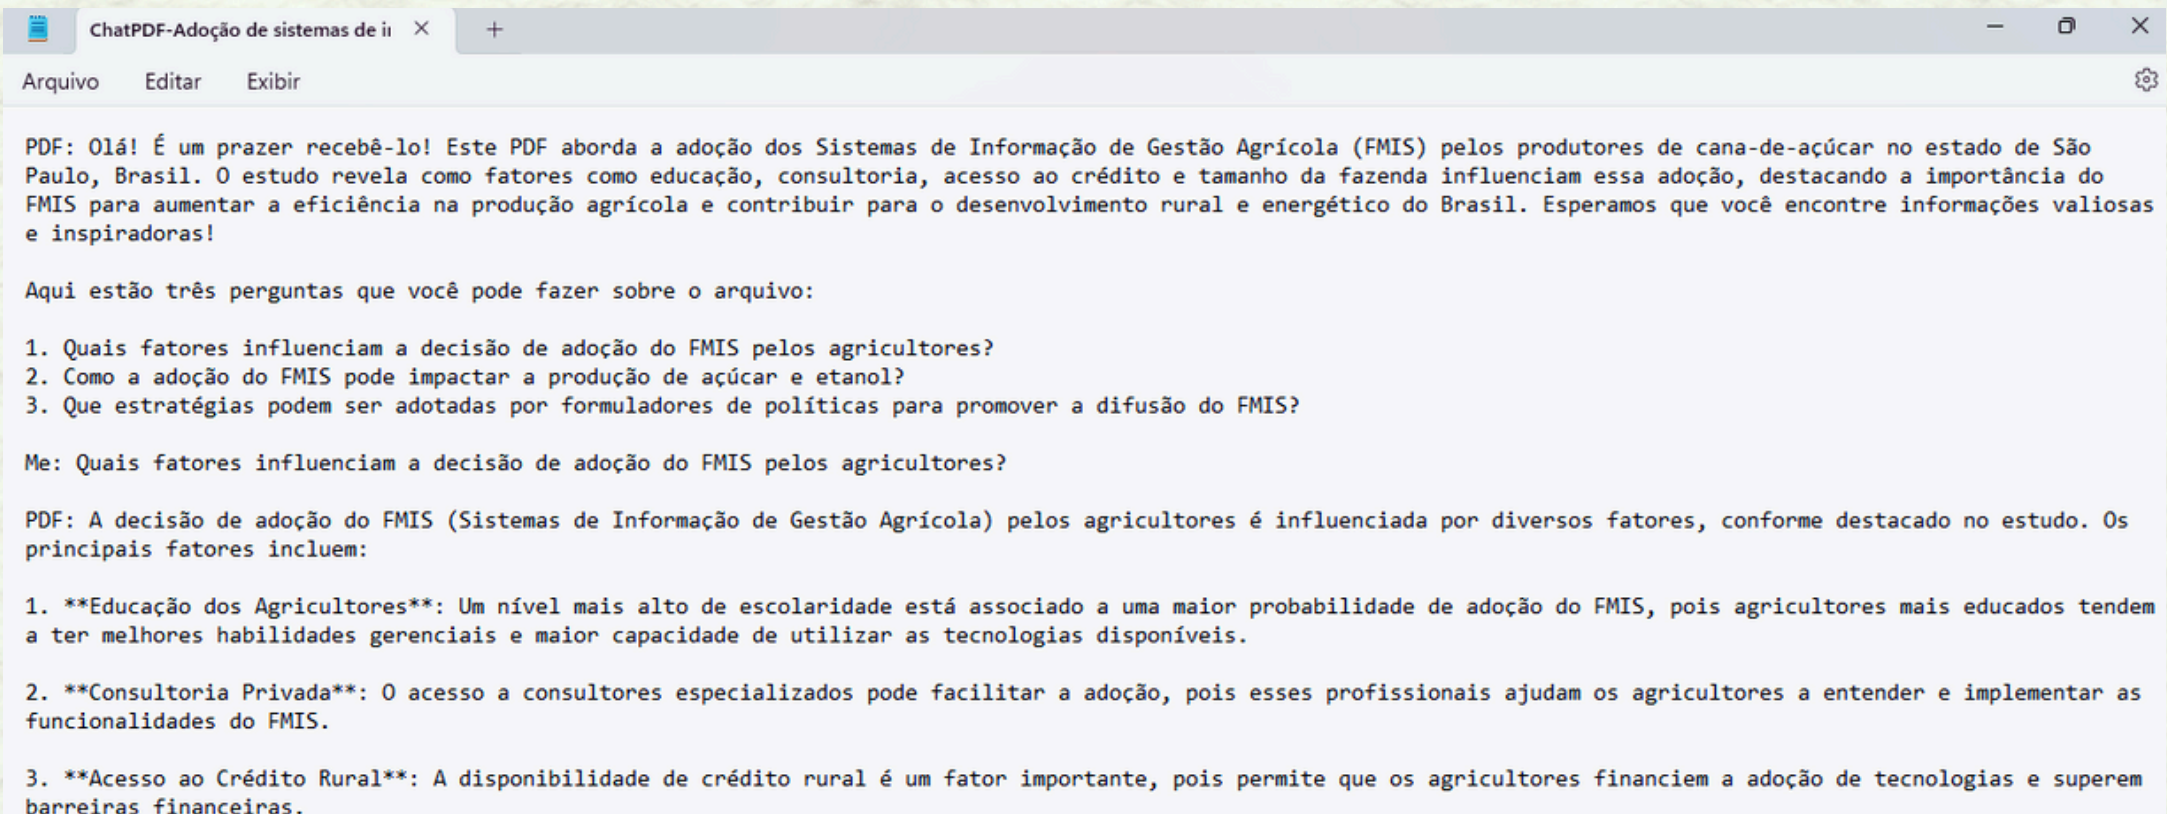 ChatPDF-Adoção de sistemas de i
Arquivo Editar Exibir
PDF: Olá! É um prazer recebê-lo! Este PDF aborda a adoção dos Sistemas de Informação de Gestão Agrícola (FMIS) pelos produtores de cana-de-açúcar no estado de São
Paulo, Brasil. O estudo revela como fatores como educação, consultoria, acesso ao crédito e tamanho da fazenda influenciam essa adoção, destacando a importância do
FMIS para aumentar a eficiência na produção agrícola e contribuir para o desenvolvimento rural e energético do Brasil. Esperamos que você encontre informações valiosas
e inspiradoras!
Aqui estão três perguntas que você pode fazer sobre o arquivo:
1. Quais fatores influenciam a decisão de adoção do FMIS pelos agricultores?
2. Como a adoção do FMIS pode impactar a produção de açúcar e etanol?
3. Que estratégias podem ser adotadas por formuladores de políticas para promover a difusão do FMIS?
Me: Quais fatores influenciam a decisão de adoção do FMIS pelos agricultores?
PDF: A decisão de adoção do FMIS (Sistemas de Informação de Gestão Agrícola) pelos agricultores é influenciada por diversos fatores, conforme destacado no estudo. Os
principais fatores incluem:
1. **Educação dos Agricultores**: Um nível mais alto de escolaridade está associado a uma maior probabilidade de adoção do FMIS, pois agricultores mais educados tendem
a ter melhores habilidades gerenciais e maior capacidade de utilizar as tecnologias disponíveis.
2. **Consultoria Privada**: O acesso a consultores especializados pode facilitar a adoção, pois esses profissionais ajudam os agricultores a entender e implementar as
funcionalidades do FMIS.
3. **Acesso ao Crédito Rural**: A disponibilidade de crédito rural é um fator importante, pois permite que os agricultores financiem a adoção de tecnologias e superem
barreiras financeiras.